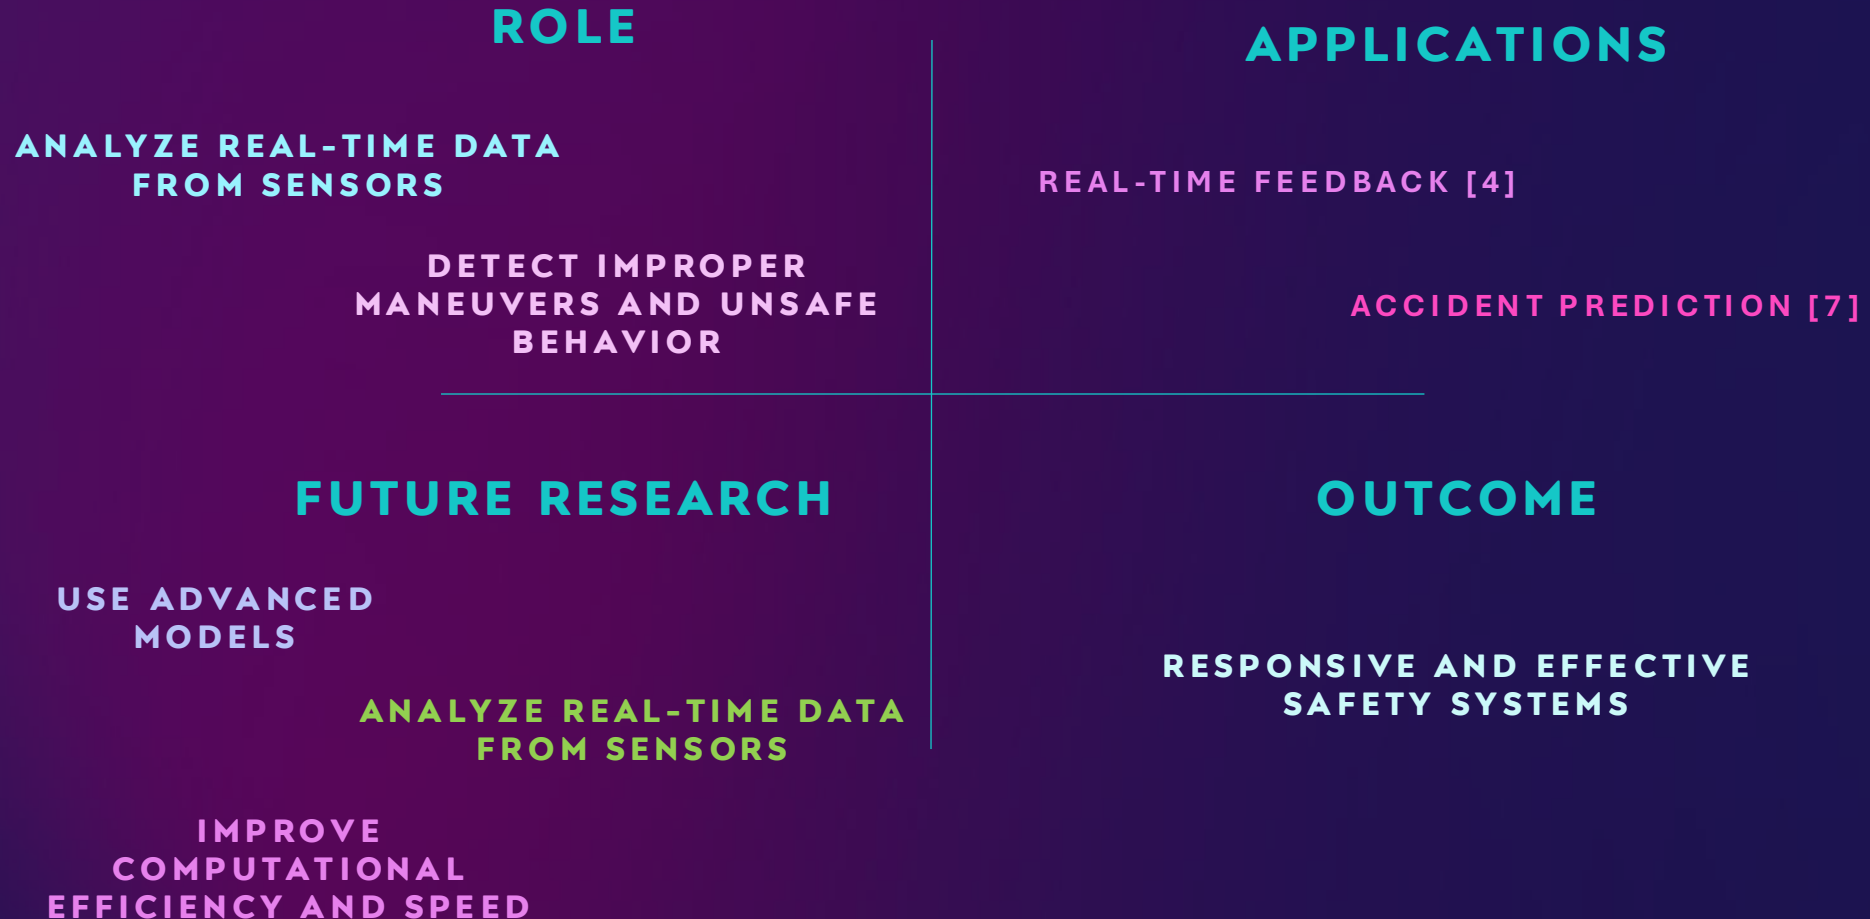 ROLE
ANALYZE REAL-TIME DATA
FROM SENSORS
DETECT IMPROPER
MANEUVERS AND UNSAFE
BEHAVIOR
APPLICATIONS
REAL-TIME FEEDBACK [4]
ACCIDENT PREDICTION [7]
FUTURE RESEARCH
USE ADVANCED
MODELS
ANALYZE REAL-TIME DATA
FROM SENSORS
IMPROVE
COMPUTATIONAL
EFFICIENCY AND SPEED
OUTCOME
RESPONSIVE AND EFFECTIVE
SAFETY SYSTEMS